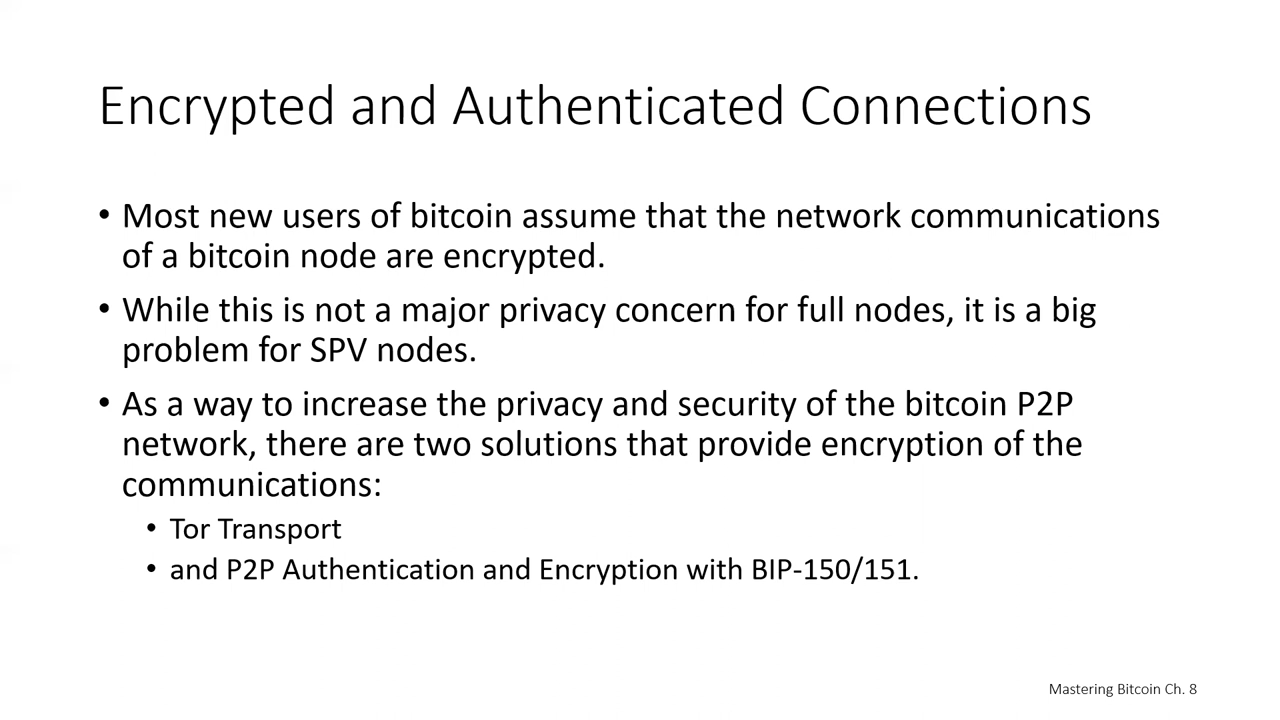 Encrypted and Authenticated Connections
• Most new users of bitcoin assume that the network communications
of a bitcoin node are encrypted.
• While this is not a major privacy concern for full nodes, it is a big
problem for SPV nodes.
• As a way to increase the privacy and security of the bitcoin P2P
network, there are two solutions that provide encryption of the
communications:
• Tor Transport
• and P2P Authentication and Encryption with BIP-150/151.
Mastering Bitcoin Ch. 8